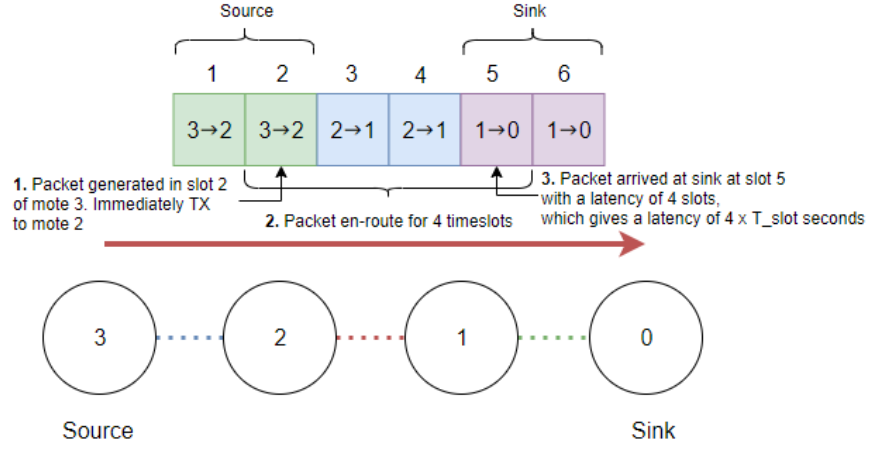 Source
Sink
1 2 3 4 5 6
3→2 3→2 2→1 2→1 1→0 1→0
1. Packet generated in slot 2
of mote 3. Immediately TX
to mote 2
2. Packet en-route for 4 timeslots
3. Packet arrived at sink at slot 5
with a latency of 4 slots,
which gives a latency of 4 x T_slot seconds
3 2 1 0
Source
Sink